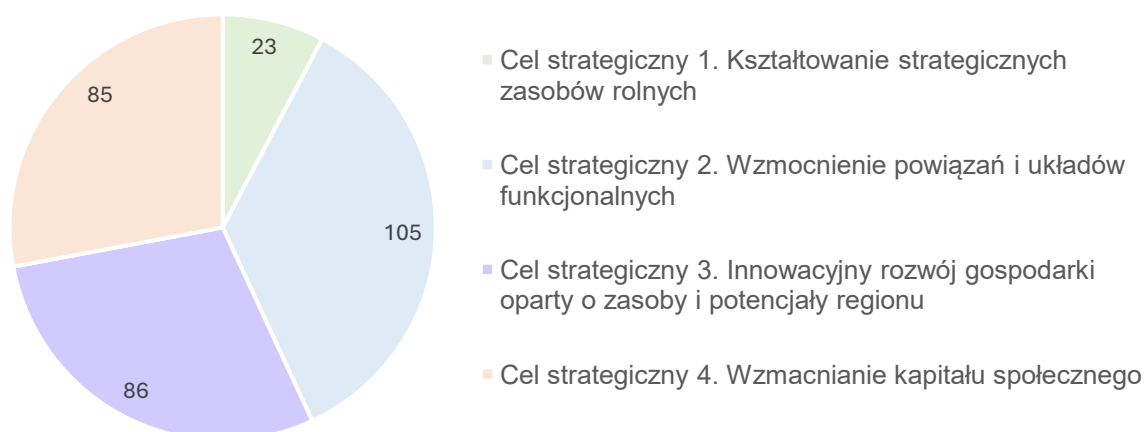 23
85
105
86
Cel strategiczny 1. Kształtowanie strategicznych
zasobów rolnych
Cel strategiczny 2. Wzmocnienie powiązań i układów
funkcjonalnych
Cel strategiczny 3. Innowacyjny rozwój gospodarki
oparty o zasoby i potencjały regionu
Cel strategiczny 4. Wzmacnianie kapitału społecznego